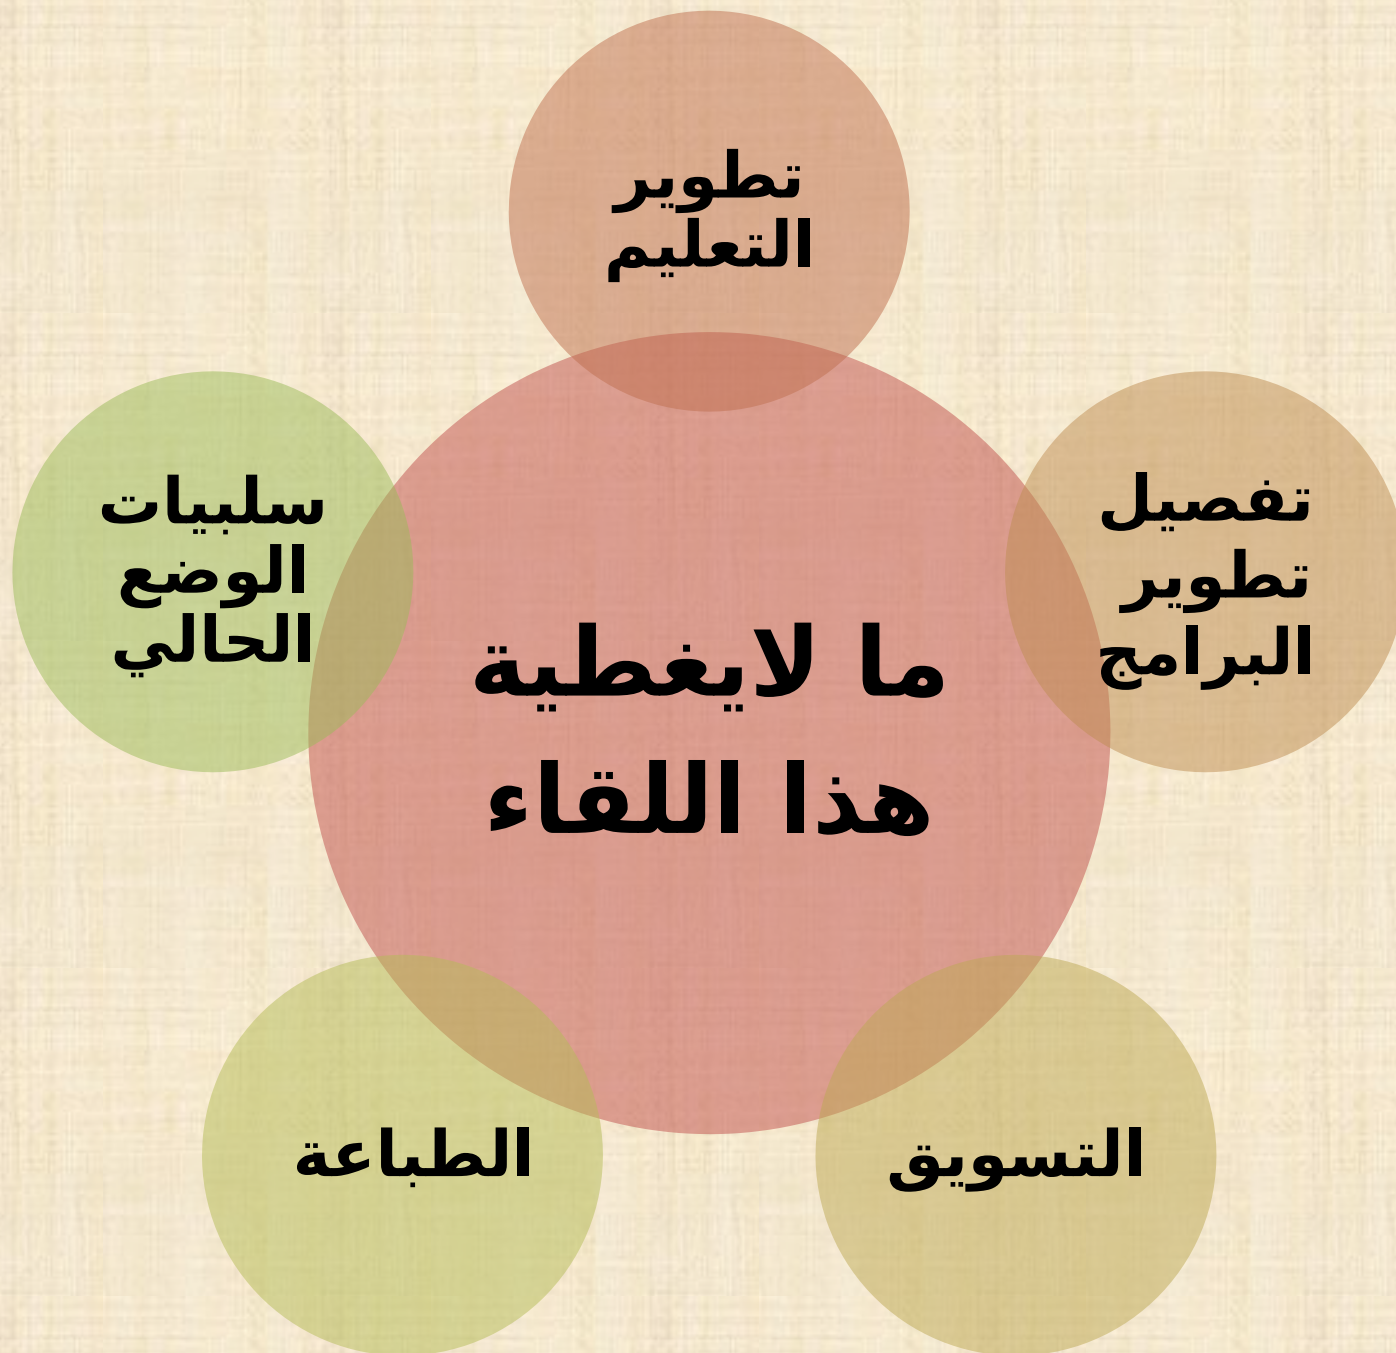 تطوير
التعليم
تفصيل
تطوير
البرامج
سلبيات
الوضع
الحالي
ما لايغطية
هذا اللقاء
التسويق
الطباعة